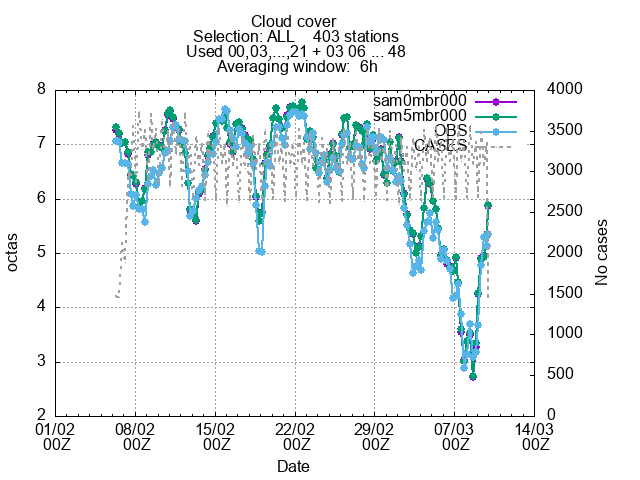 Cloud cover
Selection: ALL 403 stations
Used 00,03,...,21 + 03 06 ... 48
Averaging window: 6h
sam0mbr000
sam5mbr000
OBS
CASES
8
7
6
5
4
3
2
octas
4000
3500
3000
2500
2000
1500
1000
500
0
No cases
01/02 08/02 15/02 22/02 29/02 07/03 14/03
00Z 00Z 00Z 00Z 00Z 00Z 00Z
Date